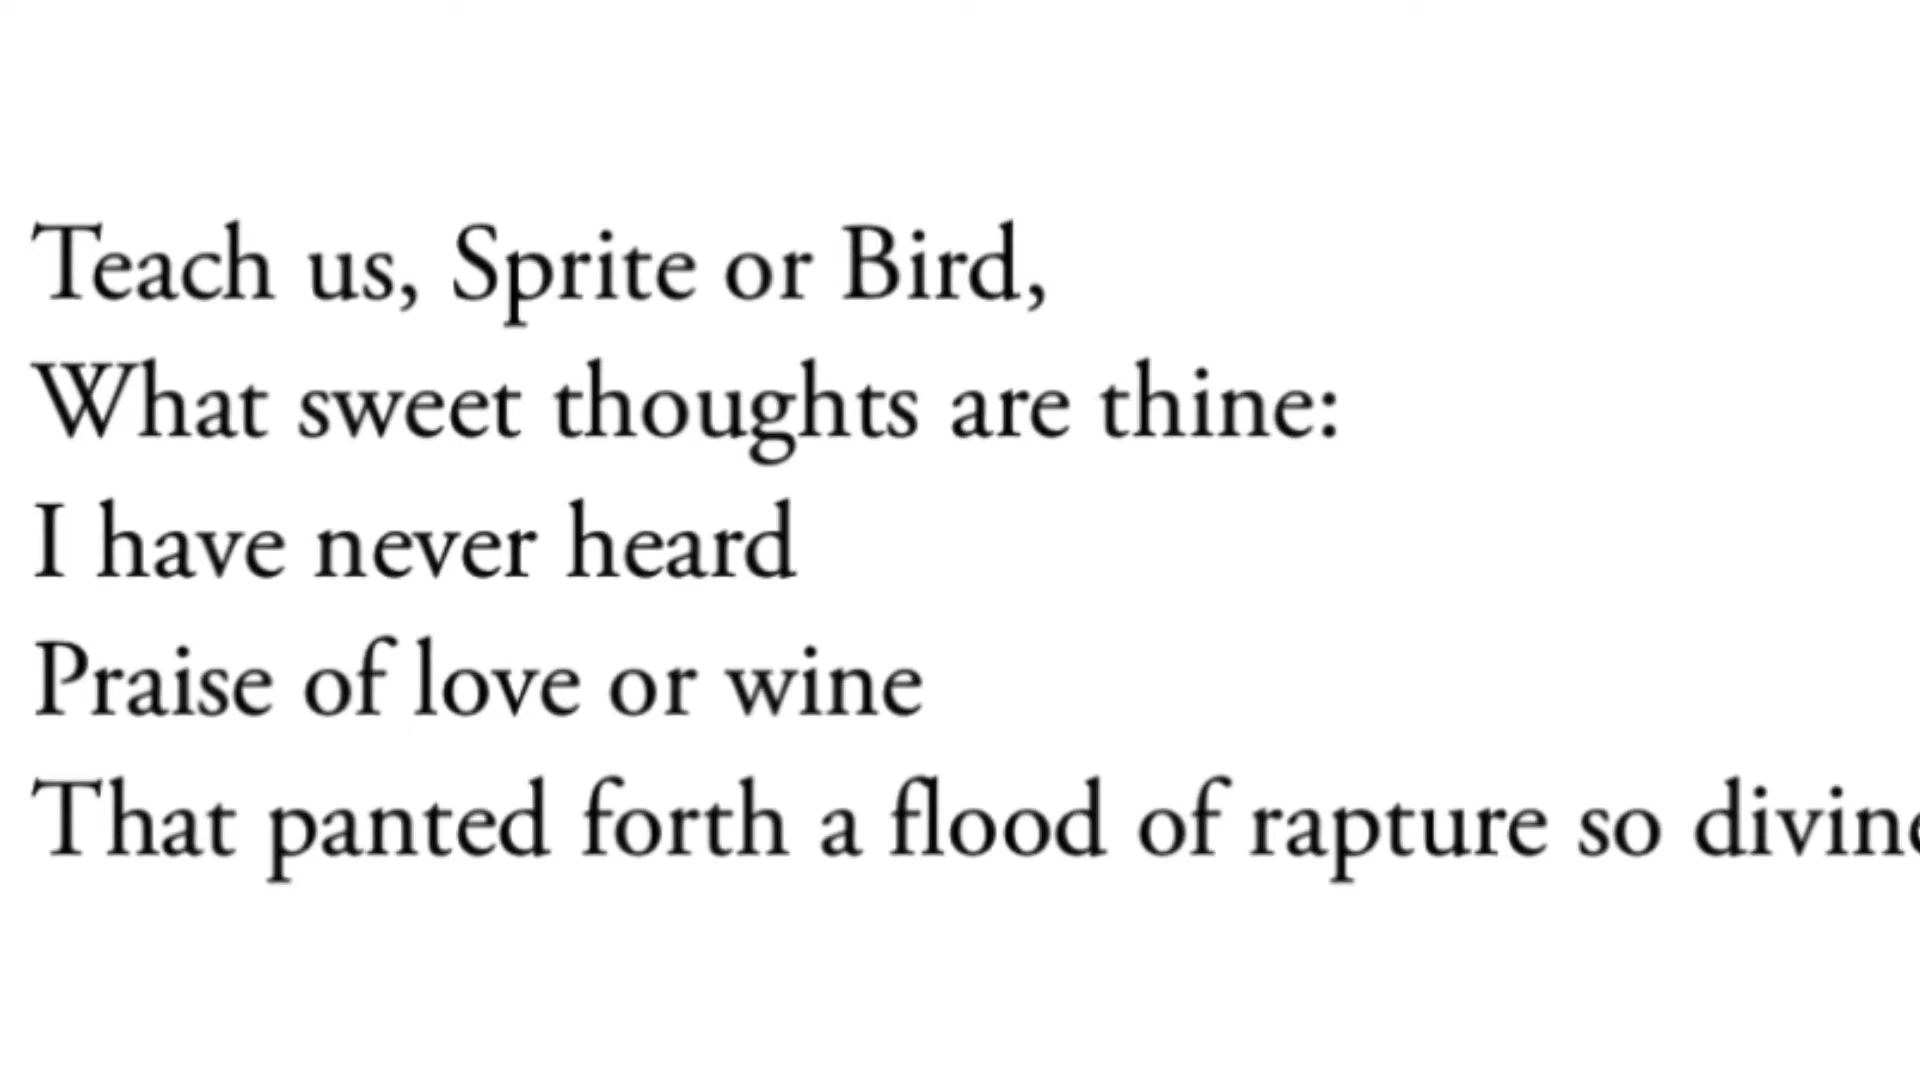 Teach us, Sprite or Bird,
What sweet thoughts are thine:
I have never heard
Praise of love or wine
That panted forth a flood of rapture so divine